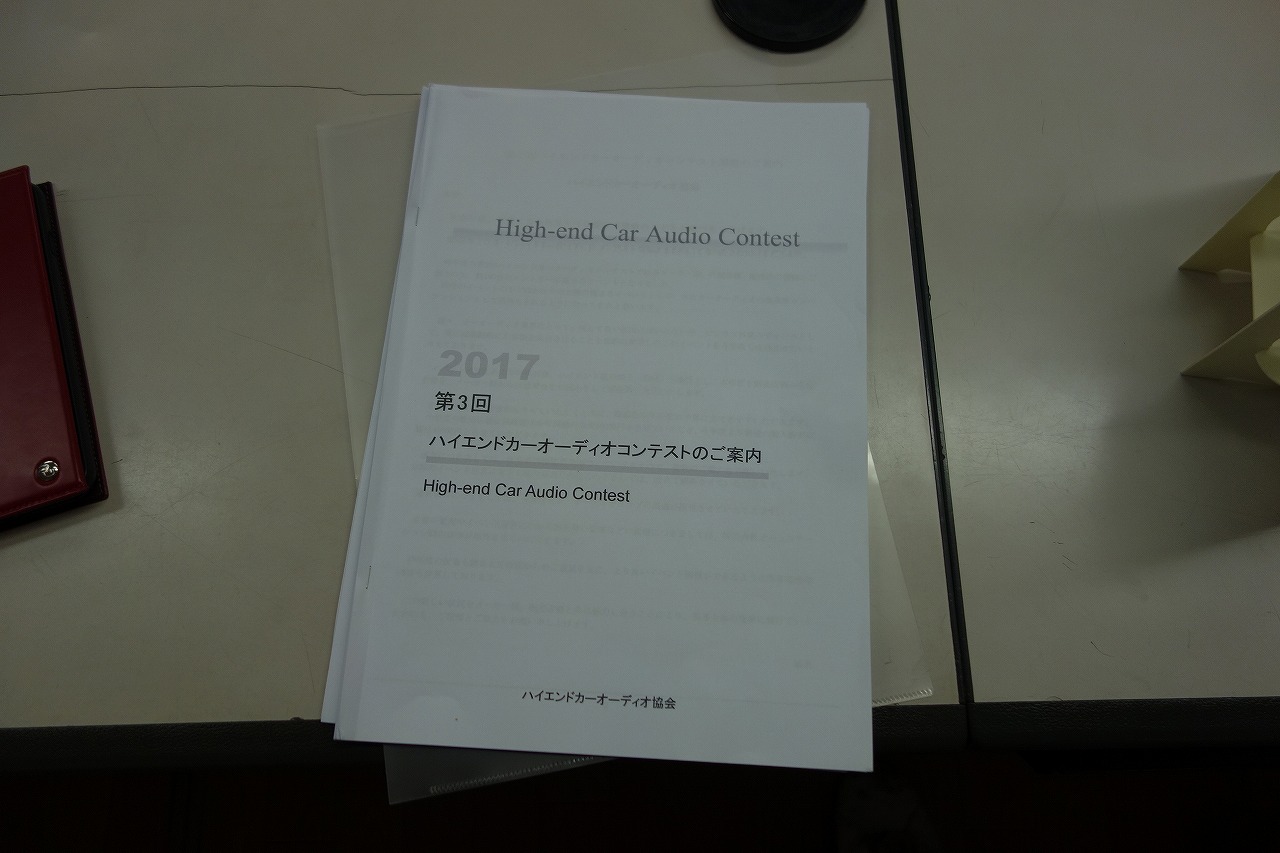 High-end Car Audio Contest
2017
第3回
ハイエンドカーオーディオコンテストのご案内
High-end Car Audio Contest
ハイエンドカーオーディオ協会